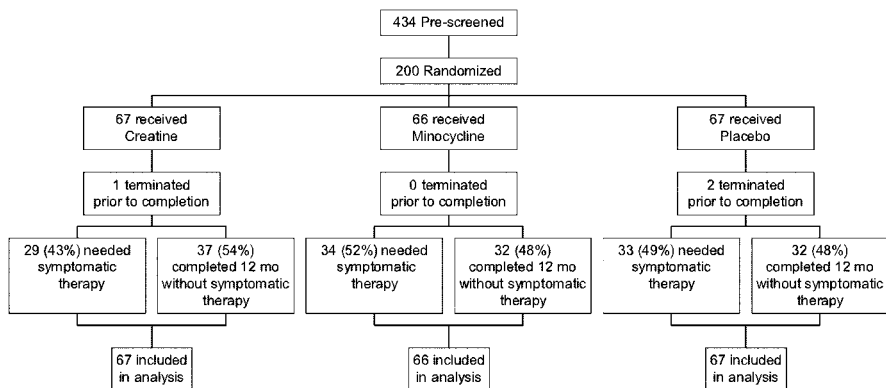 434 Pre-screened
200 Randomized
67 received
Creatine
66 received
Minocycline
67 received
Placebo
1 terminated
prior to completion
0 terminated
prior to completion
2 terminated
prior to completion
29 (43%) needed
symptomatic
therapy
37 (54%)
completed 12 mo
without symptomatic
therapy
34 (52%) needed
symptomatic
therapy
32 (48%)
completed 12 mo
without symptomatic
therapy
33 (49%) needed
symptomatic
therapy
32 (48%)
completed 12 mo
without symptomatic
therapy
67 included
in analysis
66 included
in analysis
67 included
in analysis